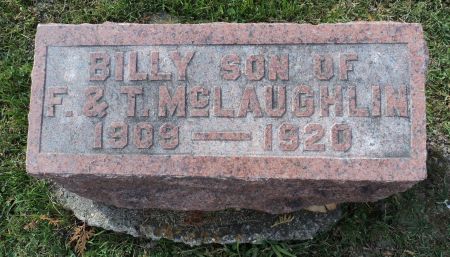 BILLY SON OF
F. & T. McLAUGHLIN
1909 — 1920